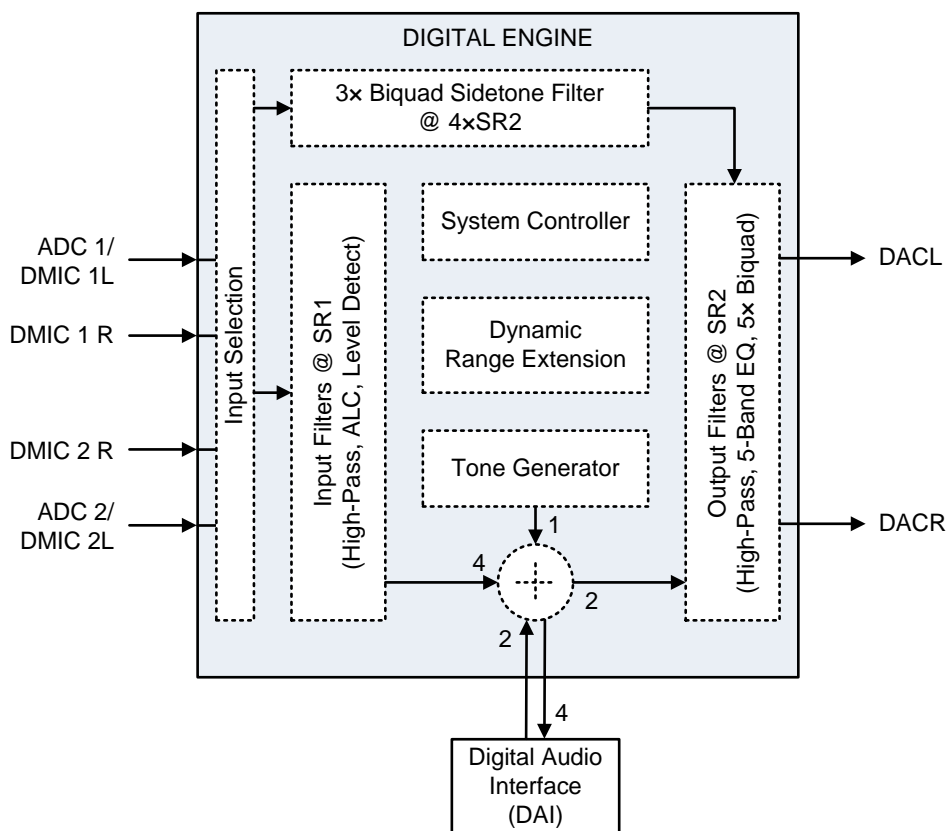 DIGITAL ENGINE
3× Biquad Sidetone Filter
@ 4×SR2
ADC 1/
DMIC 1L
DMIC 1 R
DMIC 2 R
ADC 2/
DMIC 2L
Input Selection
Input Filters @ SR1
(High-Pass, ALC, Level Detect)
System Controller
Dynamic
Range Extension
Tone Generator
1
4
2
2
4
Output Filters @ SR2
(High-Pass, 5-Band EQ, 5× Biquad)
DACL
DACR
Digital Audio
Interface
(DAI)